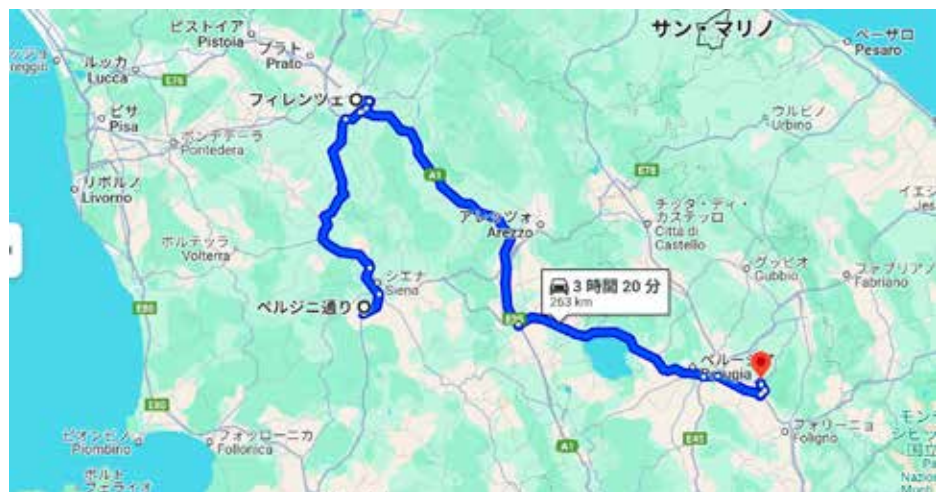 サン・マリノ
ピストイア
Pistoia
ペーザロ
Pesaro
ルッカ
Lucca
プラト
Prato
E76
フィレンツェ
ピサ
Pisa
ポンテデーラ
Pontedera
ウルビノ
Urbino
A1
E78
リボルノ
Livorno
チッタ・ディ・
カステッロ
Città di
Castello
アレッツォ
Arezzo
ボルテッラ
Volterra
グッビオ
Gubbio
ファブリアーノ
Fabriano
シエナ
Siena
3 時間 20 分
263 km
ペルジニ通り
E80
ペルージア
Perugia
E80
フォッローニカ
Follonica
ピオンビノ
Piombino
A1
E45
フォリーニョ
Foligno